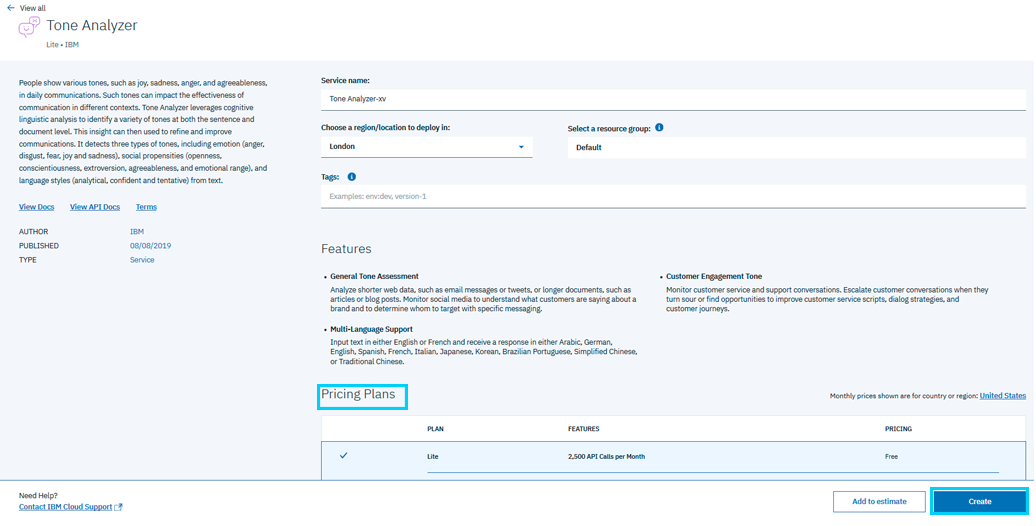 View all
Tone Analyzer
Lite • IBM
People show various tones, such as joy, sadness, anger, and agreeableness,
in daily communications. Such tones can impact the effectiveness of
communication in different contexts. Tone Analyzer leverages cognitive
linguistic analysis to identify a variety of tones at both the sentence and
document level. This insight can then used to refine and improve
communications. It detects three types of tones, including emotion (anger,
disgust, fear, joy and sadness), social propensities (openness,
conscientiousness, extroversion, agreeableness, and emotional range), and
language styles (analytical, confident and tentative) from text.
View Docs View API Docs Terms
AUTHOR IBM
PUBLISHED 08/08/2019
TYPE Service
Service name:
Tone Analyzer-xv
Choose a region/location to deploy in:
London
Select a resource group:
Default
Tags:
Examples: env:dev, version-1
Features
• General Tone Assessment
Analyze shorter web data, such as email messages or tweets, or longer documents, such as
articles or blog posts. Monitor social media to understand what customers are saying about a
brand and to determine whom to target with specific messaging.
• Customer Engagement Tone
Monitor customer service and support conversations. Escalate customer conversations when they
turn sour or find opportunities to improve customer service scripts, dialog strategies, and
customer journeys.
• Multi-Language Support
Input text in either English or French and receive a response in either Arabic, German,
English, Spanish, French, Italian, Japanese, Korean, Brazilian Portuguese, Simplified Chinese,
or Traditional Chinese.
Pricing Plans
Monthly prices shown are for country or region: United States
PLAN FEATURES PRICING
Lite 2,500 API Calls per Month Free
Need Help?
Contact IBM Cloud Support
Add to estimate
Create